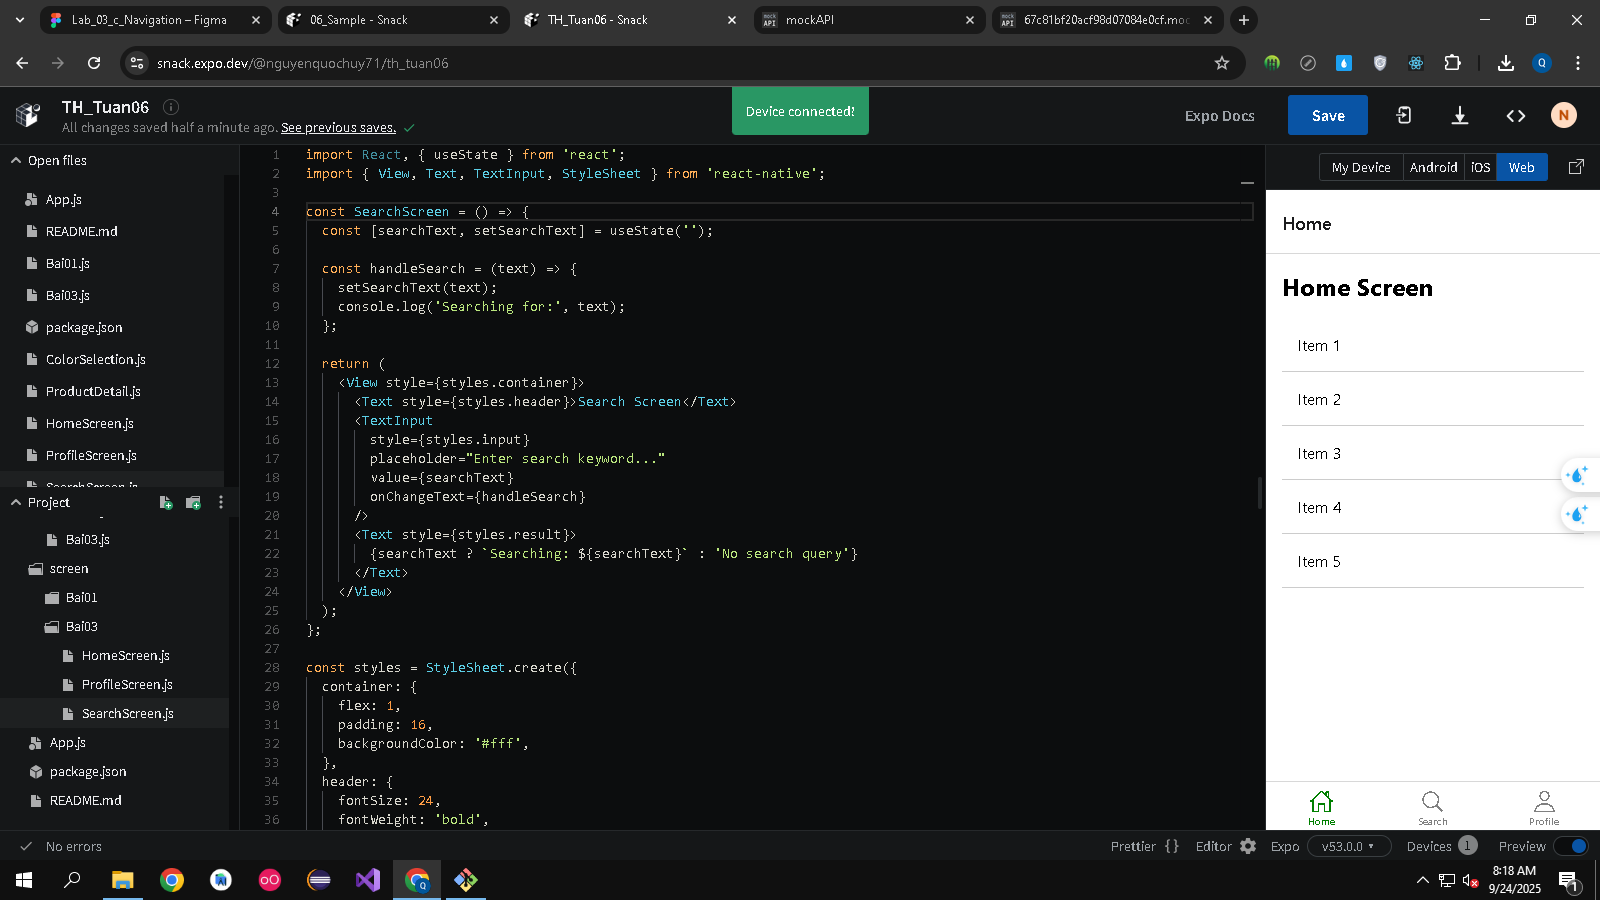 Lab_03_c_Navigation – Figma
06_Sample - Snack
TH_Tuan06 - Snack
mock API
mockAPI
mock API
67c81bf20acf98d07084e0cf.moc
snack.expo.dev/@nguyenquochuy71/th_tuan06
Q
TH_Tuan06
All changes saved half a minute ago. See previous saves.
Device connected!
Expo Docs
Save
N
Open files
App.js
README.md
Bai01.js
Bai03.js
package.json
ColorSelection.js
ProductDetail.js
HomeScreen.js
ProfileScreen.js
SearchScreen.js
Project
Bai03.js
screen
Bai01
Bai03
HomeScreen.js
ProfileScreen.js
SearchScreen.js
App.js
package.json
README.md
1 import React, { useState } from 'react';
2 import { View, Text, TextInput, StyleSheet } from 'react-native';
3
4 const SearchScreen = () => {
5 const [searchText, setSearchText] = useState('');
6
7 const handleSearch = (text) => {
8 setSearchText(text);
9 console.log('Searching for:', text);
10 };
11
12 return (
13 <View style={styles.container}>
14 <Text style={styles.header}>Search Screen</Text>
15 <TextInput
16 style={styles.input}
17 placeholder="Enter search keyword..."
18 value={searchText}
19 onChangeText={handleSearch}
20 />
21 <Text style={styles.result}>
22 {searchText ? `Searching: ${searchText}` : 'No search query'}
23 </Text>
24 </View>
25 );
26 };
27
28 const styles = StyleSheet.create({
29 container: {
30 flex: 1,
31 padding: 16,
32 backgroundColor: '#fff',
33 },
34 header: {
35 fontSize: 24,
36 fontWeight: 'bold',
My Device
Android
iOS
Web
Home
Home Screen
Item 1
Item 2
Item 3
Item 4
Item 5
Home
Search
Profile
No errors
Prettier { }
Editor
Expo
v53.0.0
Devices
1
Preview
Q
8:18 AM
9/24/2025
1